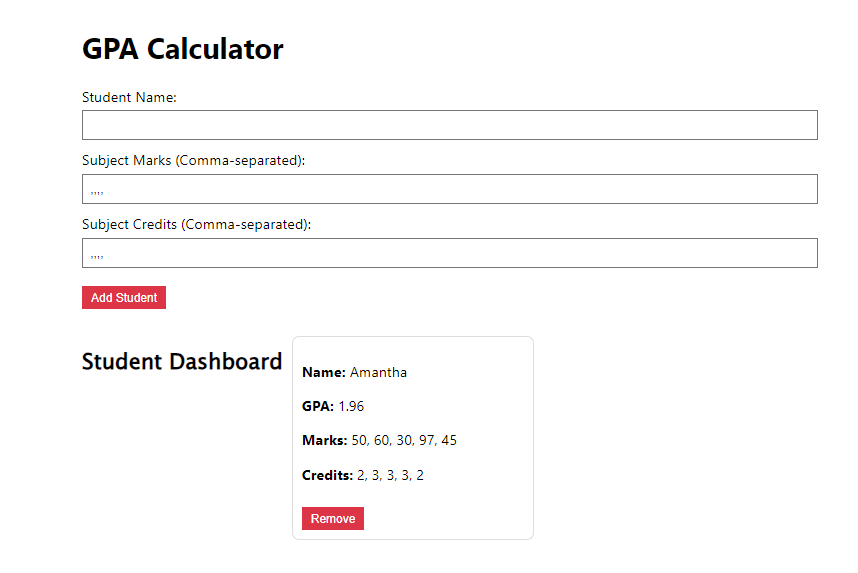 GPA Calculator
Student Name:
Subject Marks (Comma-separated):
,,,,
Subject Credits (Comma-separated):
,,,,
Add Student
Student Dashboard
Name: Amantha
GPA: 1.96
Marks: 50, 60, 30, 97, 45
Credits: 2, 3, 3, 3, 2
Remove